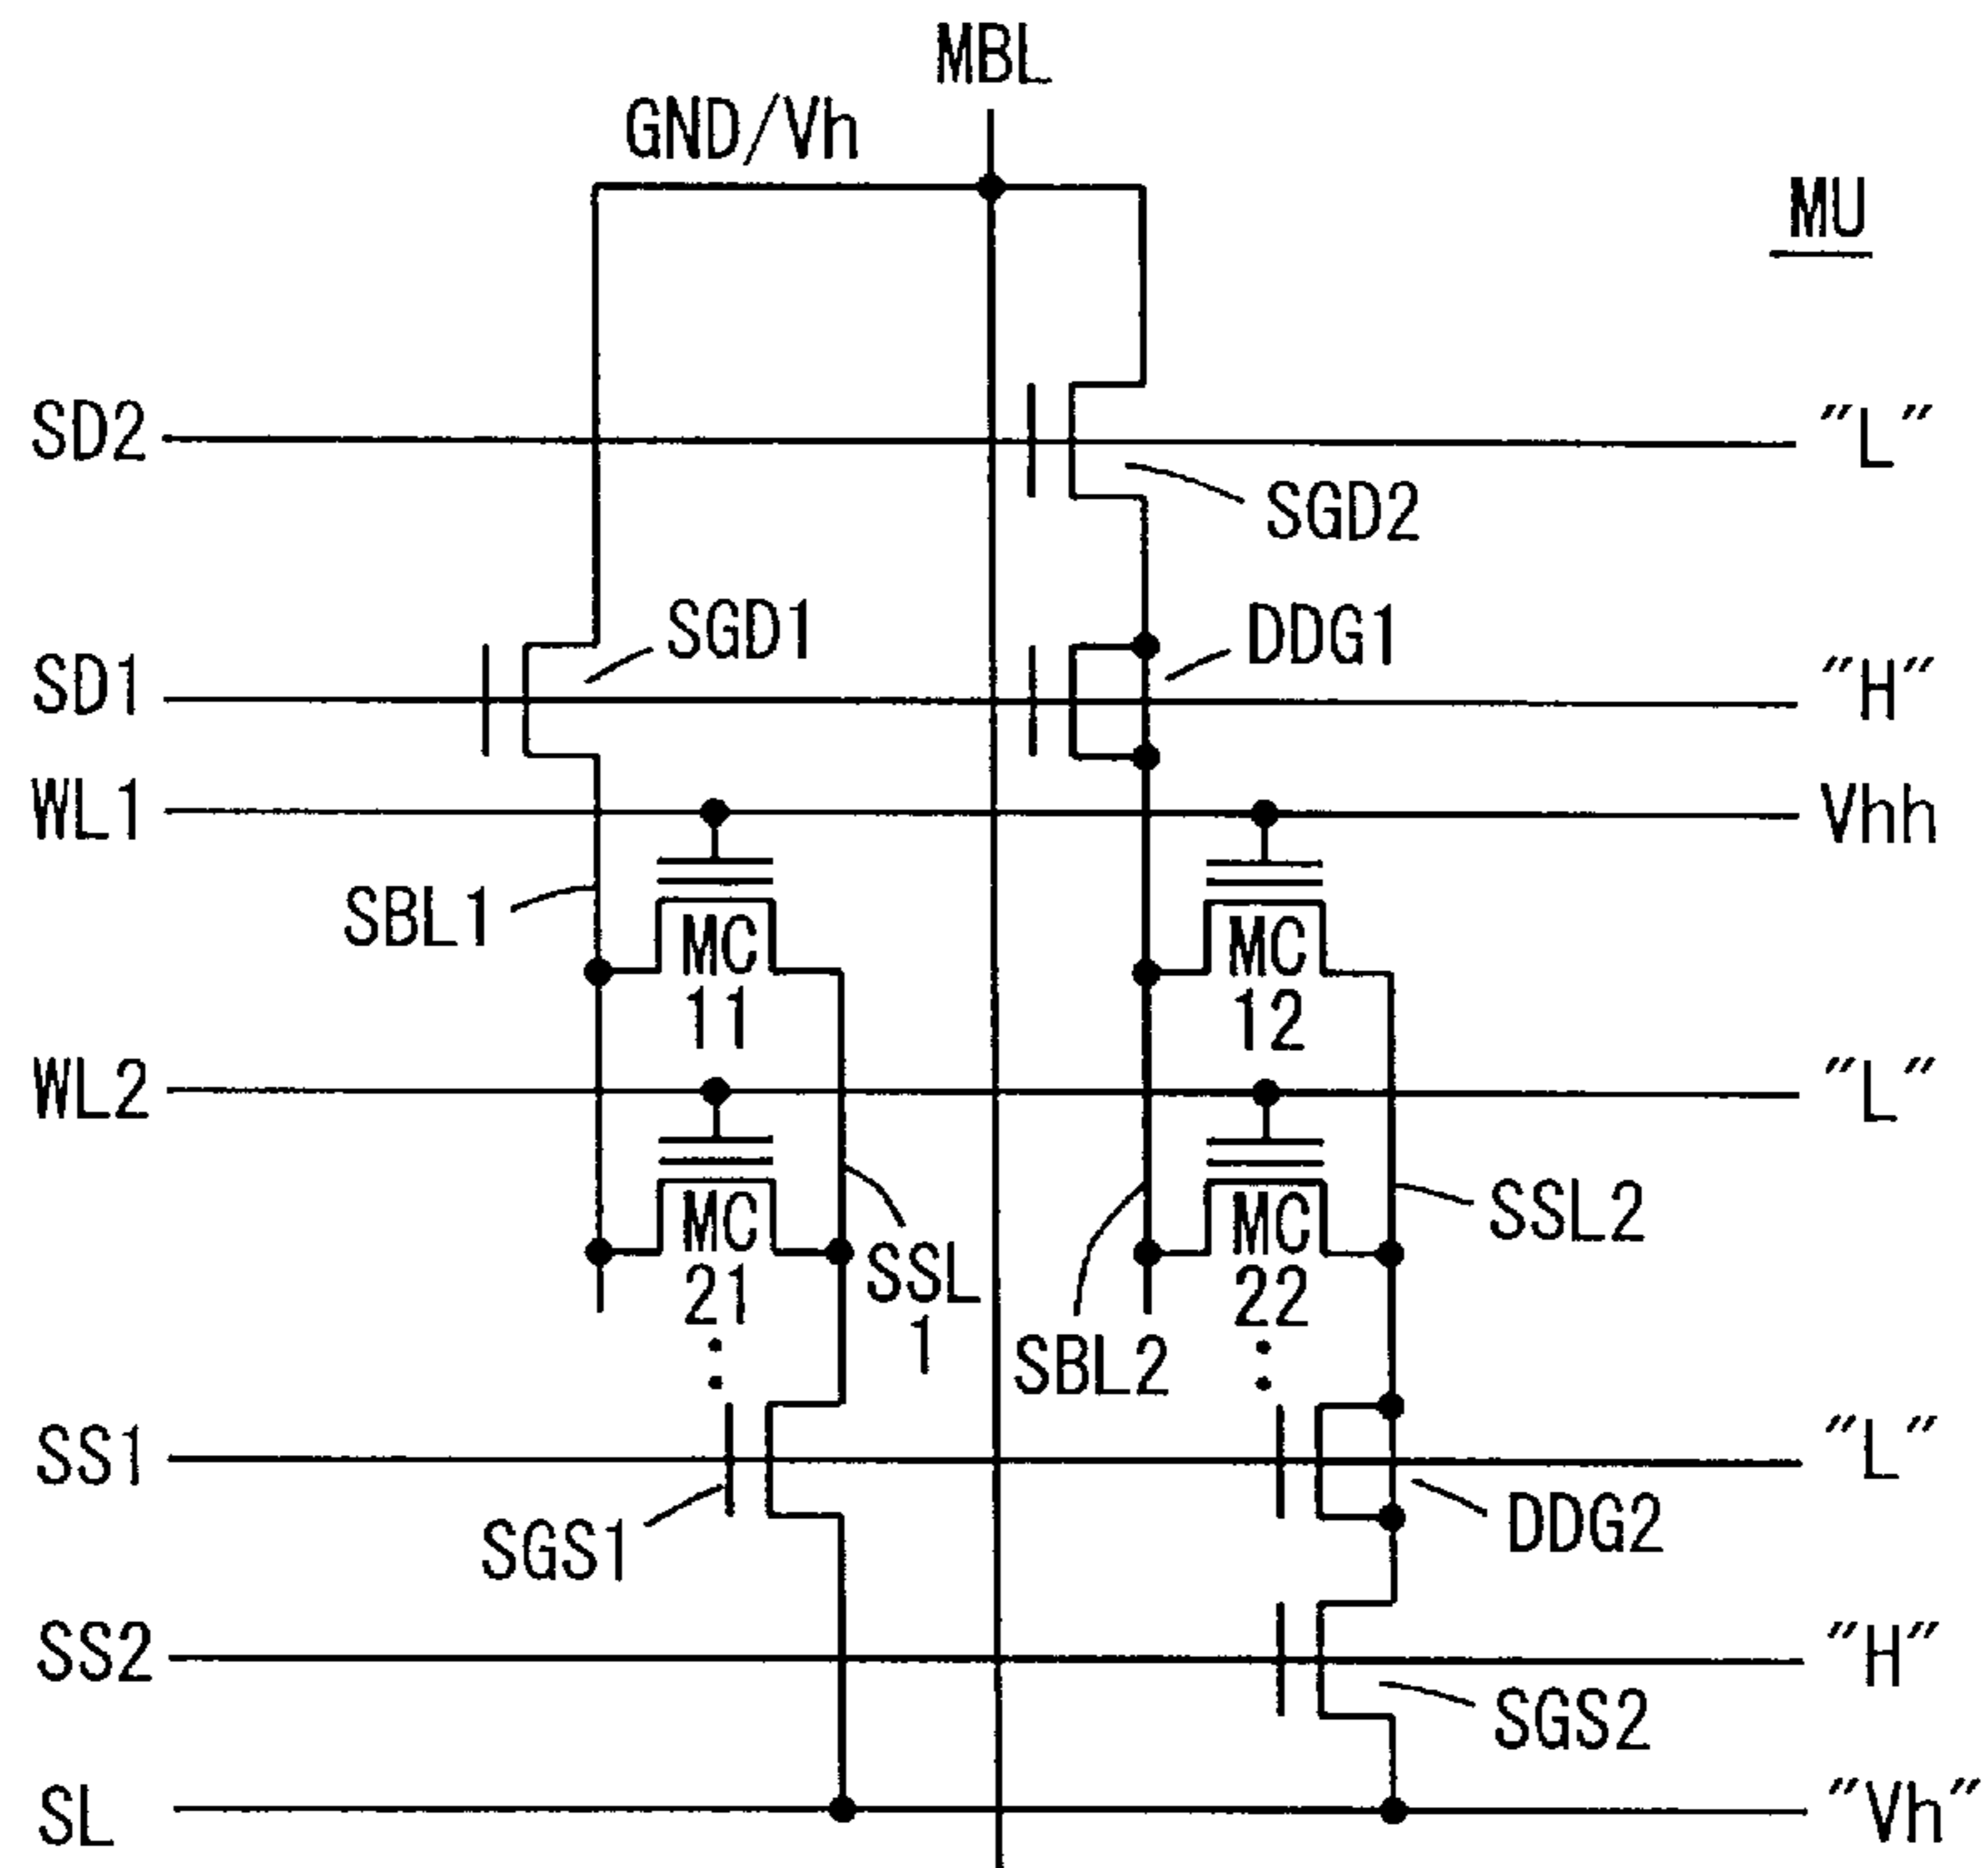 MBL
GND/Vh
MU
SD2
"L"
SGD2
SGD1
DDG1
SD1
"H"
WL1
Vhh
SBL1
MC
11
MC
12
WL2
"L"
MC
21
MC
22
SSL
1
SSL2
SBL2
SS1
"L"
SGS1
DDG2
SS2
"H"
SGS2
SL
"Vh"